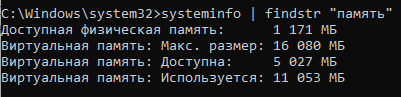 C:\Windows\system32>systeminfo | findstr "память"
Доступная физическая память:     1 171 МБ
Виртуальная память: Макс. размер: 16 080 МБ
Виртуальная память: Доступна:     5 027 МБ
Виртуальная память: Используется: 11 053 МБ